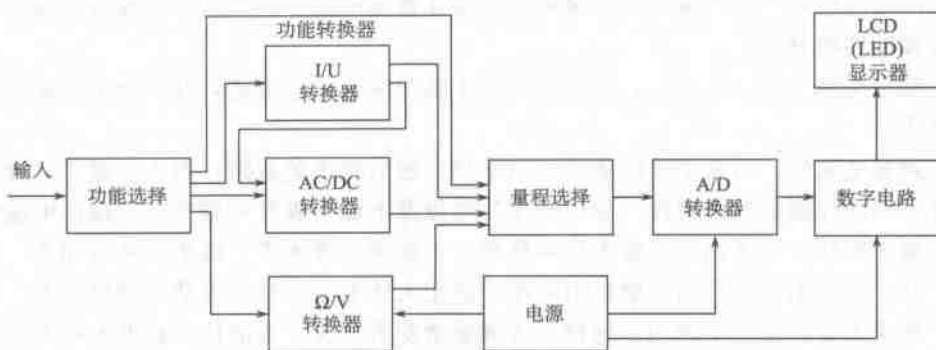 功能转换器
LCD
(LED)
显示器
I/U
转换器
输入
功能选择
AC/DC
转换器
量程选择
A/D
转换器
数字电路
Ω/V
转换器
电源